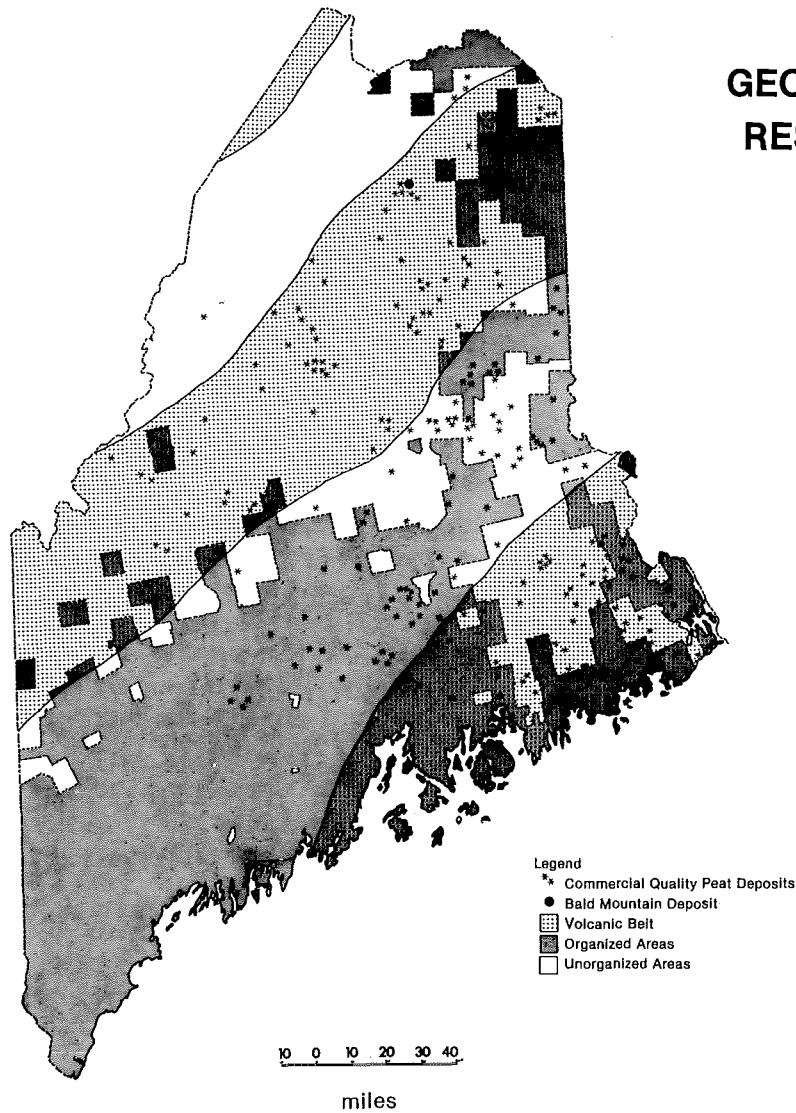 GEO
RES
Legend
Commercial Quality Peat Deposits
Bald Mountain Deposit
Volcanic Belt
Organized Areas
Unorganized Areas
10 0 10 20 30 40
miles